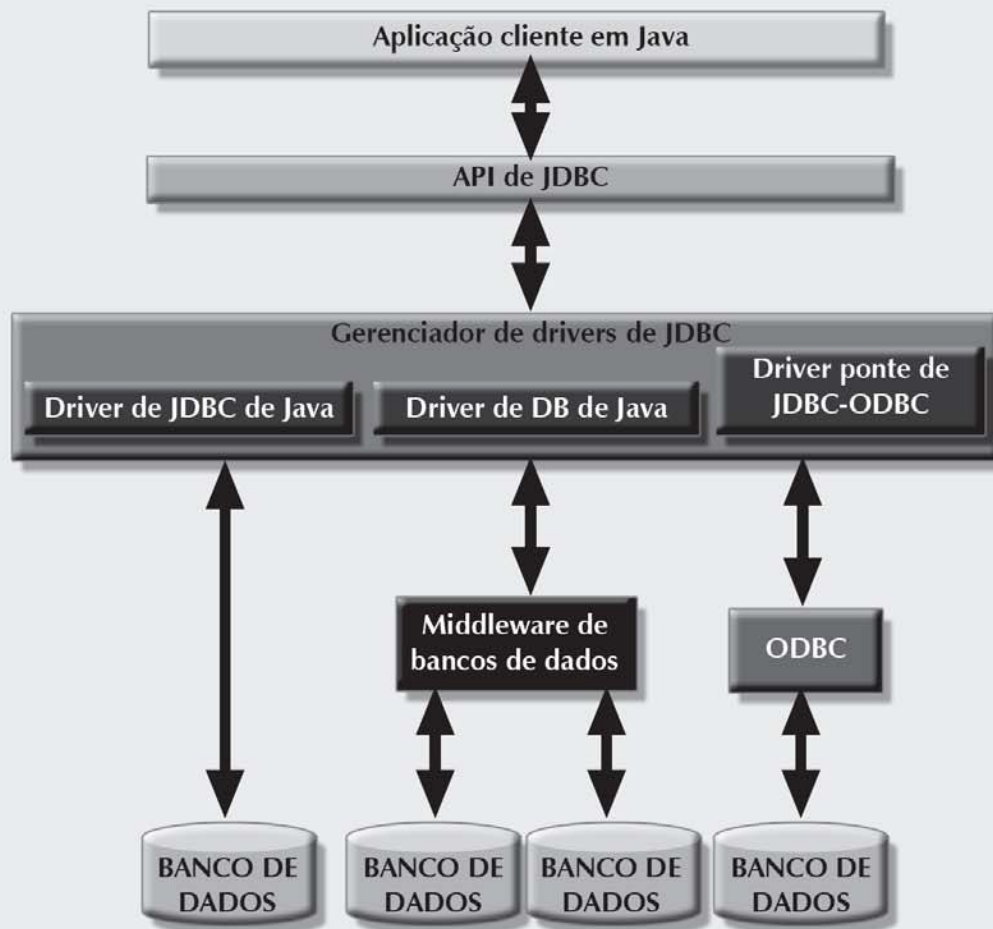 Aplicação cliente em Java
API de JDBC
Gerenciador de drivers de JDBC
Driver de JDBC de Java
Driver de DB de Java
Driver ponte de
JDBC-ODBC
Middleware de
bancos de dados
ODBC
BANCO DE
DADOS
BANCO DE
DADOS
BANCO DE
DADOS
BANCO DE
DADOS